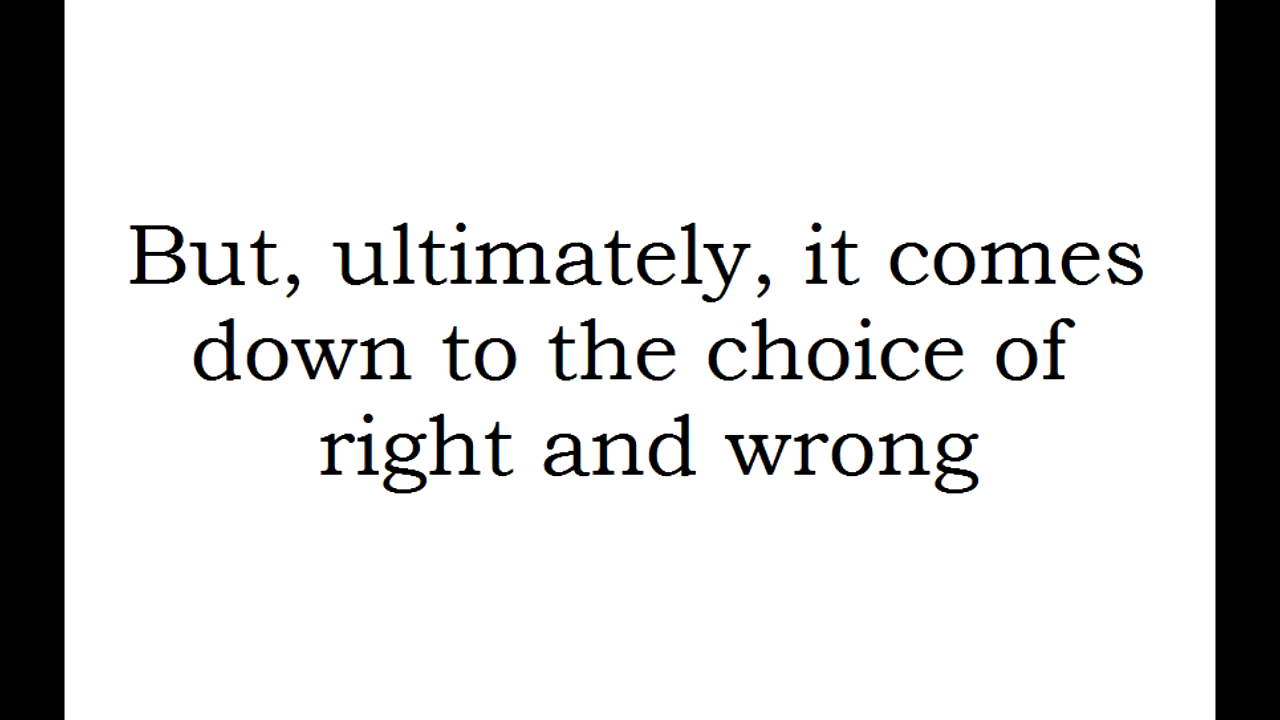 But, ultimately, it comes
down to the choice of
right and wrong